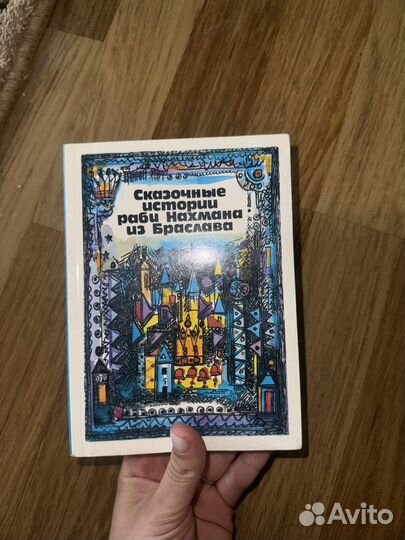 Сказочные
истории
раби Нахмана
из Браслава
Avito